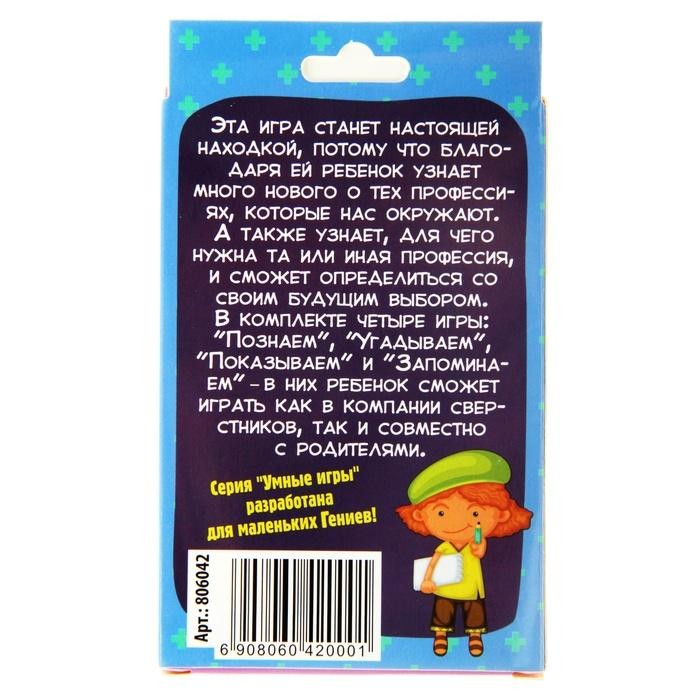 Эта игра станет настоящей
находкой, потому что благо-
даря ей ребенок узнает
много нового о тех професси-
ях, которые нас окружают.
А также узнает, для чего
нужна та или иная профессия,
и сможет определиться со
своим будущим выбором.
В комплекте четыре игры:
"Познаем", "Угадываем",
"Показываем" и "Запомина-
ем" – в них ребенок сможет
играть как в компании свер-
стников, так и совместно
с родителями.
Серия "Умные игры"
разработана
для маленьких Гениев!
Арт.: 806042
6 908060 420001